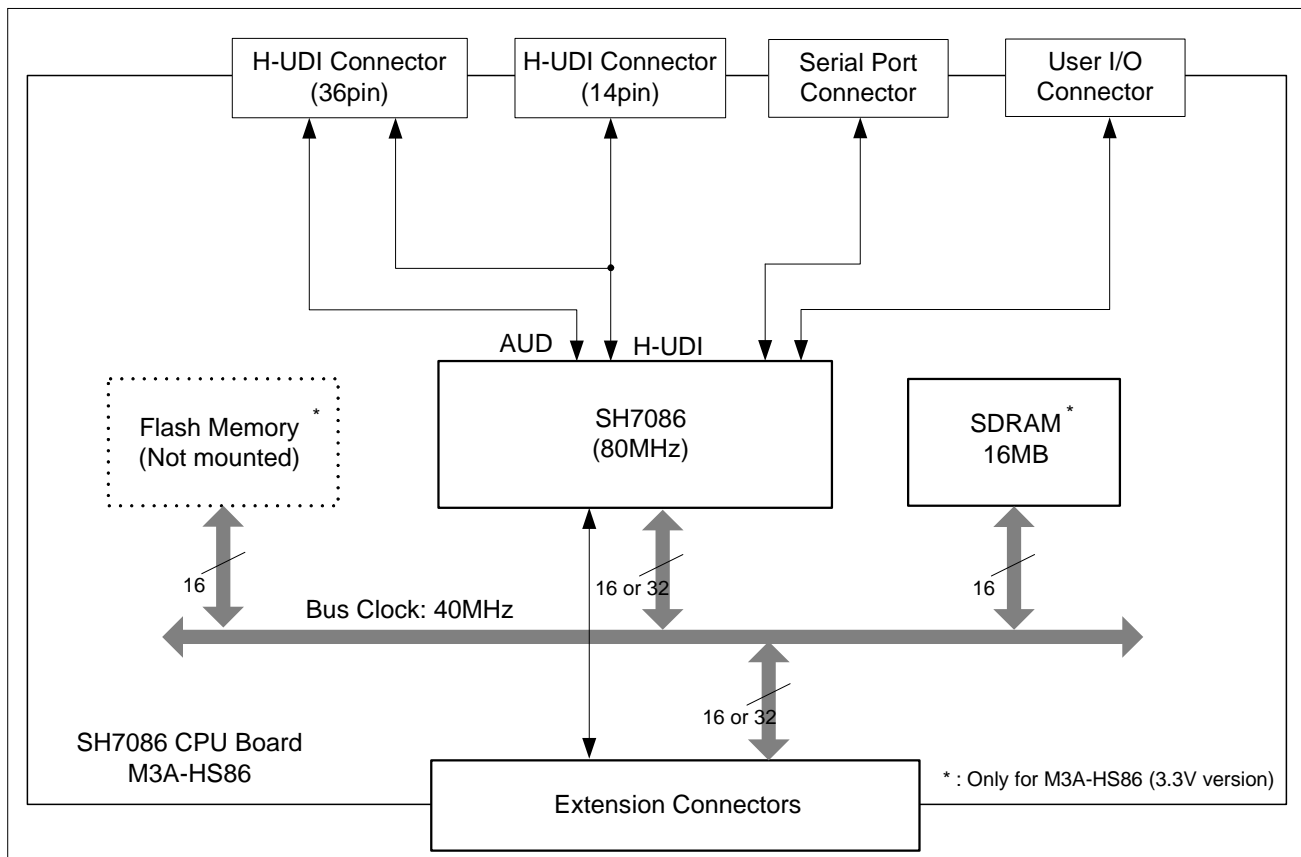 H-UDI Connector
(36pin)
H-UDI Connector
(14pin)
Serial Port
Connector
User I/O
Connector
AUD
H-UDI
Flash Memory *
(Not mounted)
SH7086
(80MHz)
SDRAM *
16MB
16
16 or 32
16
Bus Clock: 40MHz
16 or 32
SH7086 CPU Board
M3A-HS86
Extension Connectors
* : Only for M3A-HS86 (3.3V version)